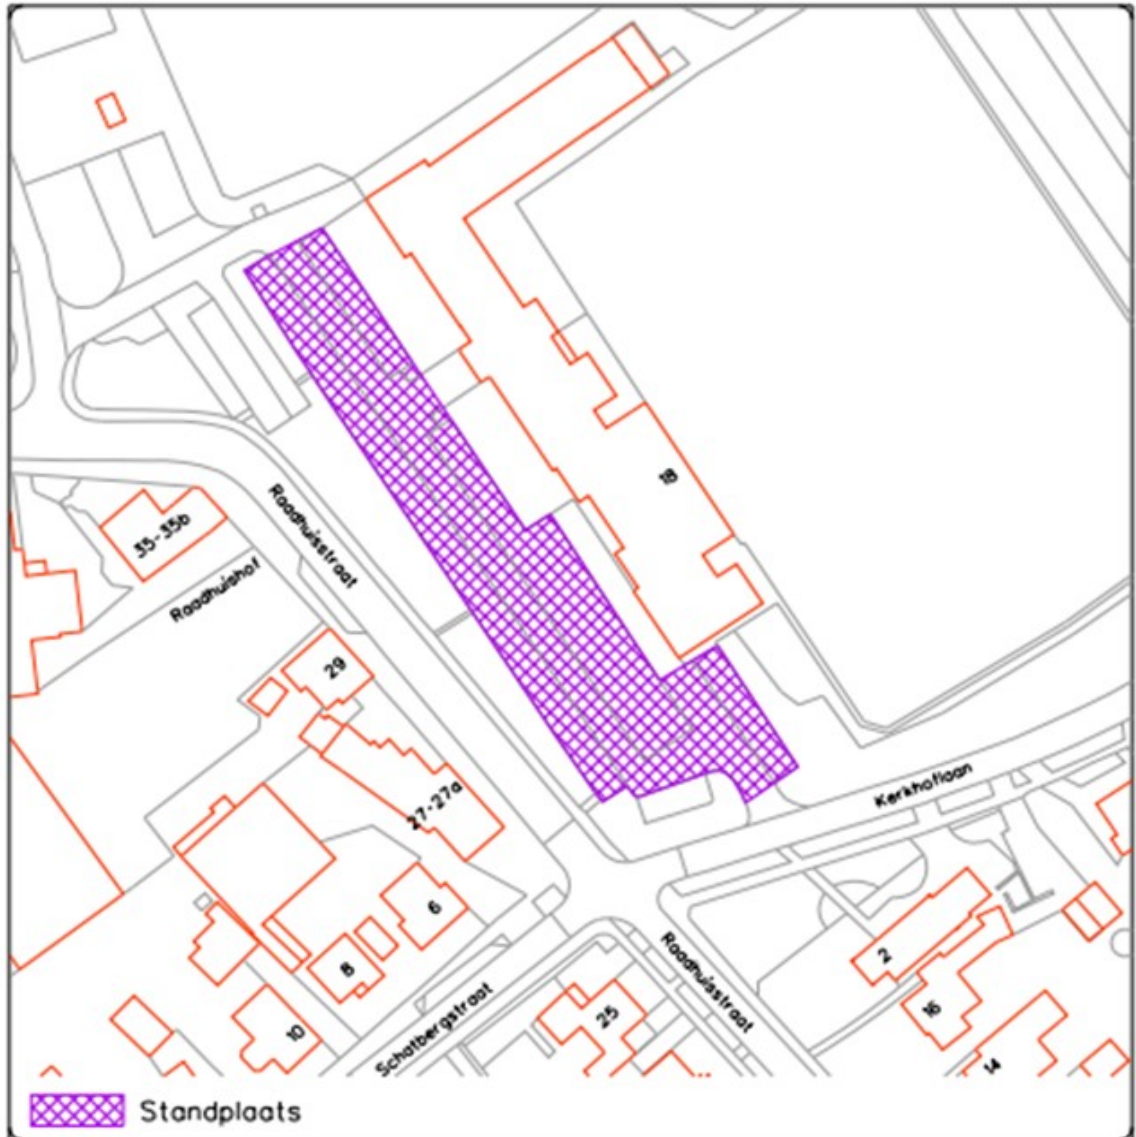 18
Raadhuisstraat
35-35b
Raadhuishof
29
27-27a
Kerkhoflaan
6
8
2
Raadhuisstraat
16
25
10
Schatbergstraat
14
Standplaats